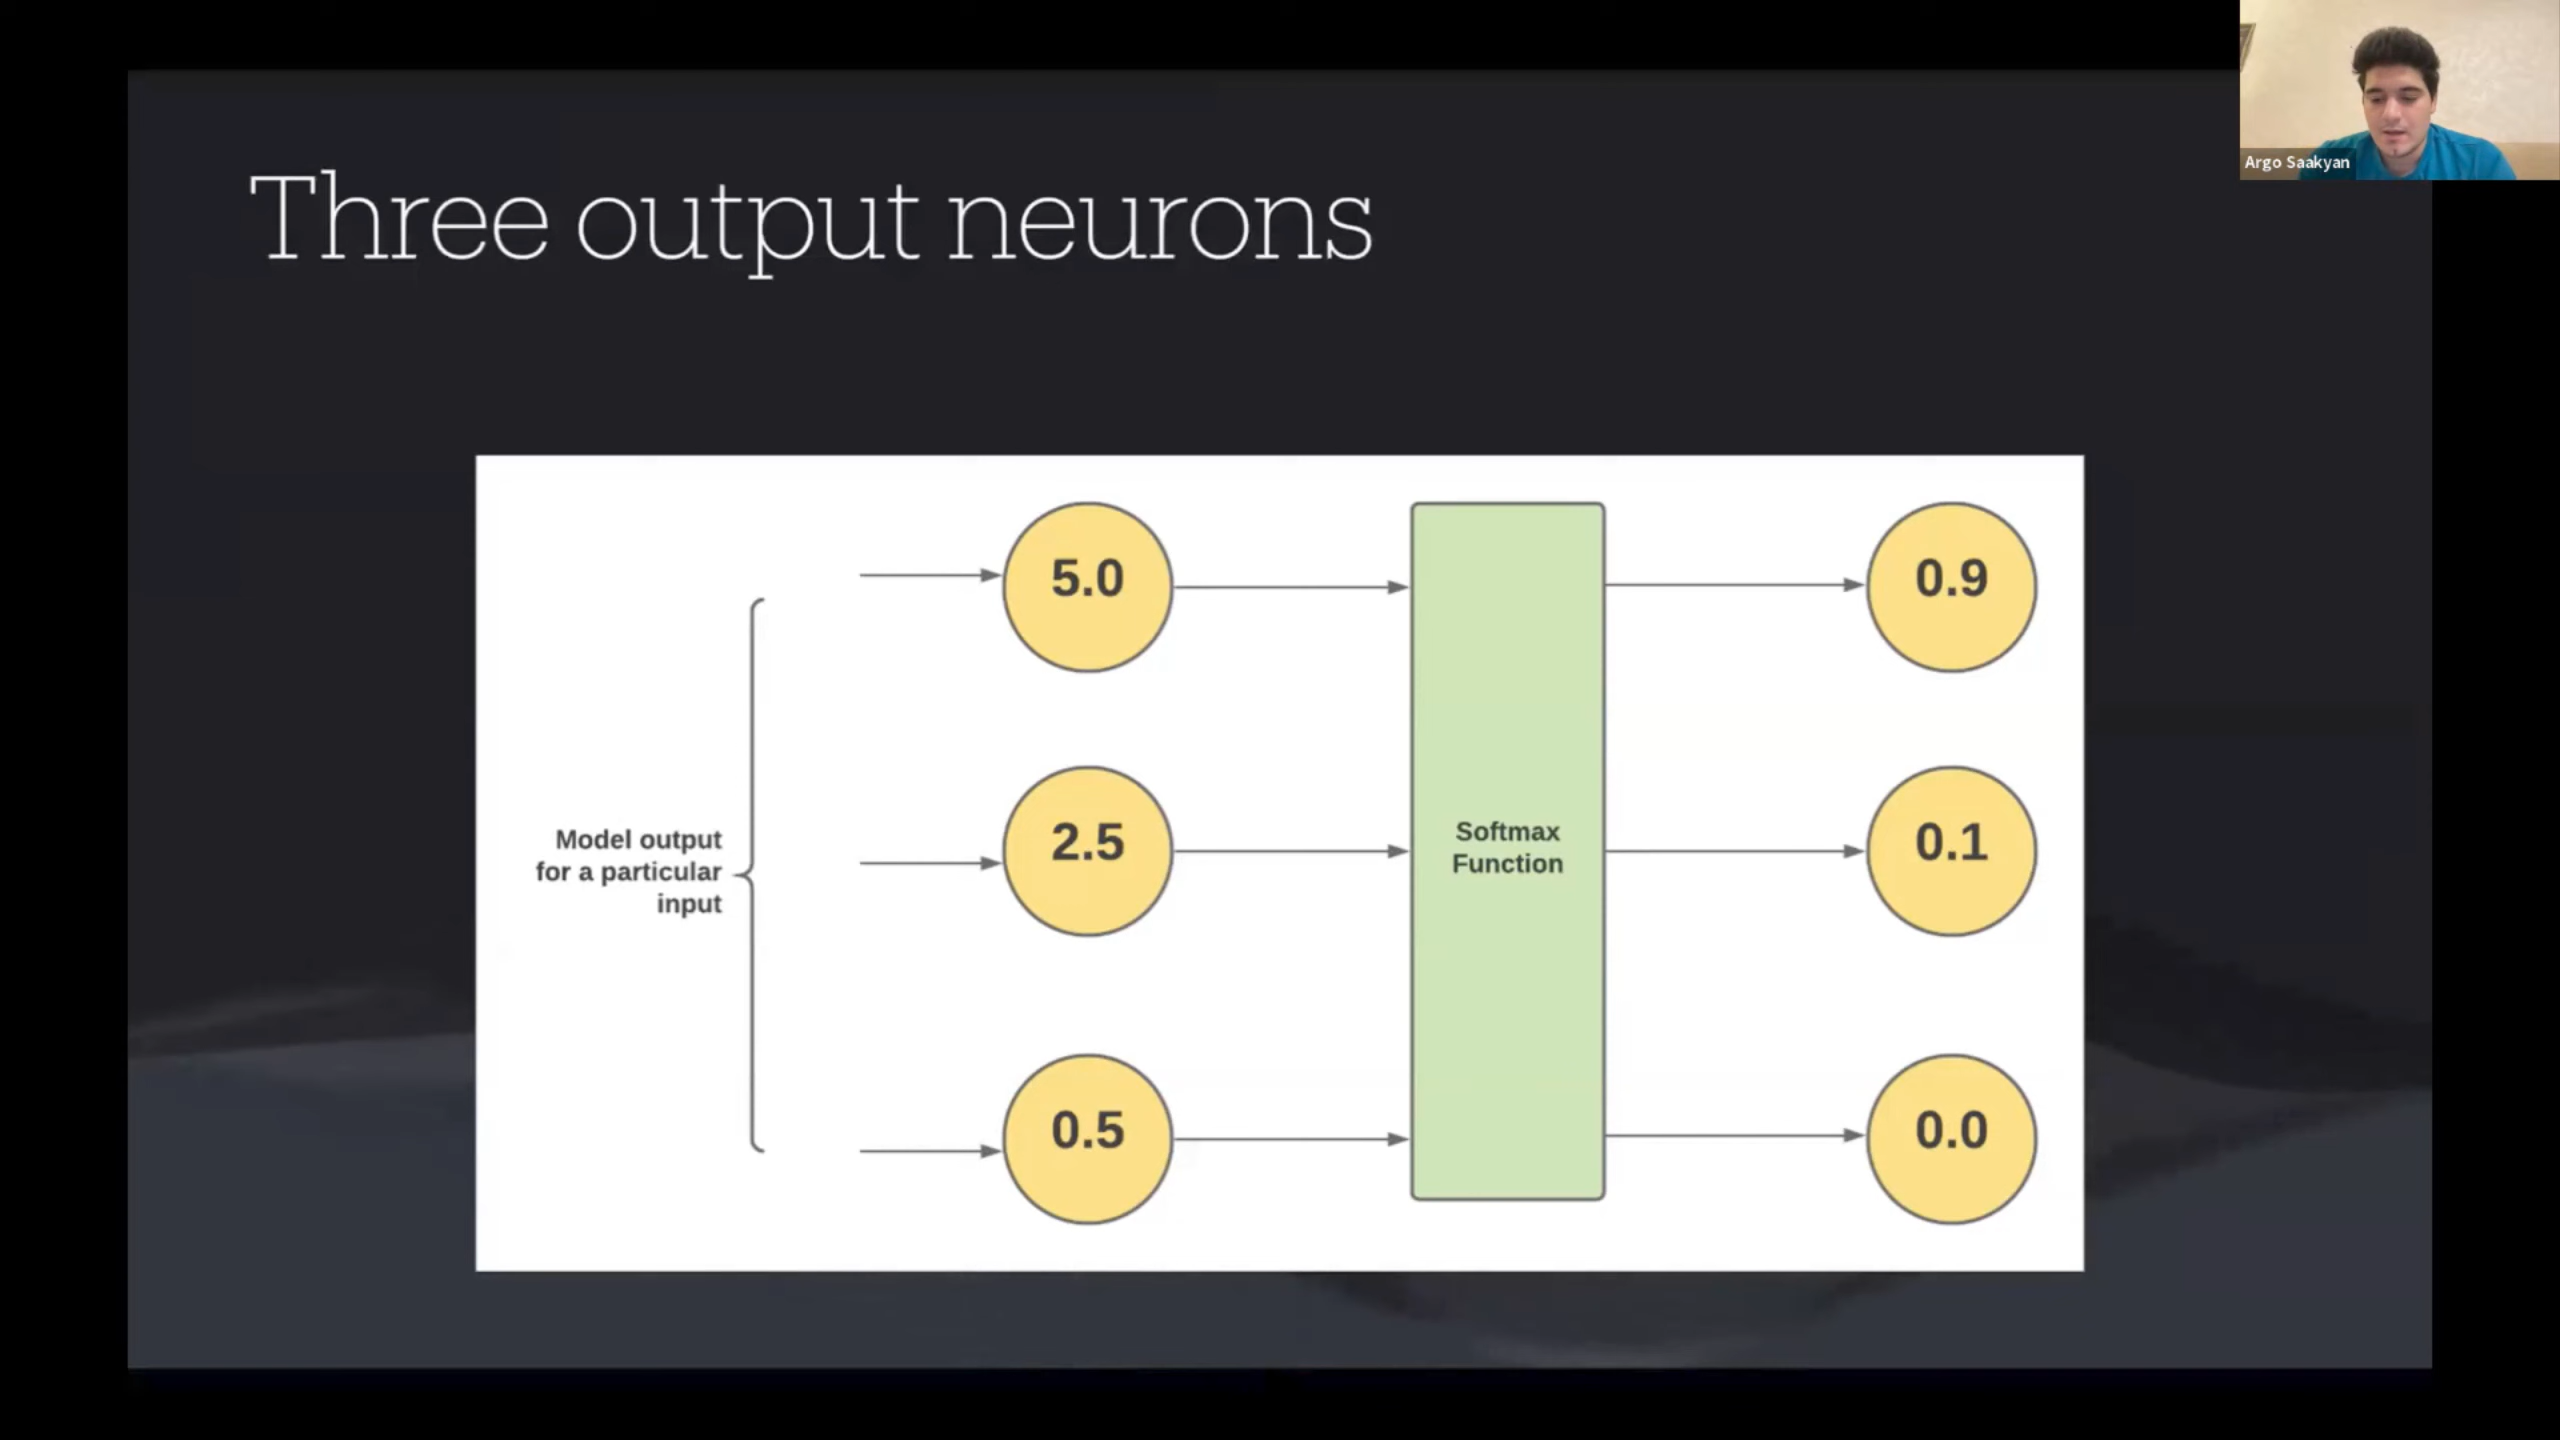 Argo Saakyan
Three output neurons
5.0
0.9
2.5
0.1
Model output
for a particular
input
Softmax
Function
0.5
0.0